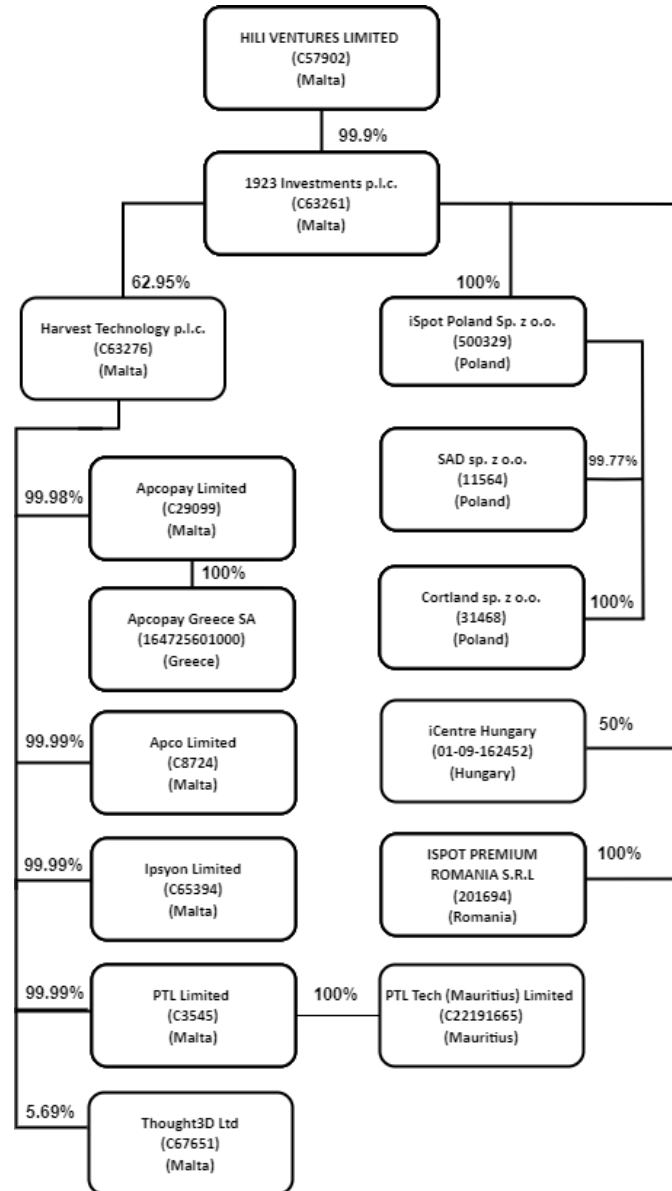 HILI VENTURES LIMITED
(C57902)
(Malta)
99.9%
1923 Investments p.l.c.
(C63261)
(Malta)
62.95%
100%
Harvest Technology p.l.c.
(C63276)
(Malta)
iSpot Poland Sp. z o.o.
(500329)
(Poland)
99.98%
Apcopay Limited
(C29099)
(Malta)
SAD sp. z o.o.
(11564)
(Poland)
99.77%
100%
Apcopay Greece SA
(164725601000)
(Greece)
Cortland sp. z o.o.
(31468)
(Poland)
100%
99.99%
Apco Limited
(C8724)
(Malta)
iCentre Hungary
(01-09-162452)
(Hungary)
50%
99.99%
Ipsyon Limited
(C65394)
(Malta)
ISPOT PREMIUM
ROMANIA S.R.L
(201694)
(Romania)
100%
99.99%
PTL Limited
(C3545)
(Malta)
100%
PTL Tech (Mauritius) Limited
(C22191665)
(Mauritius)
5.69%
Thought3D Ltd
(C67651)
(Malta)